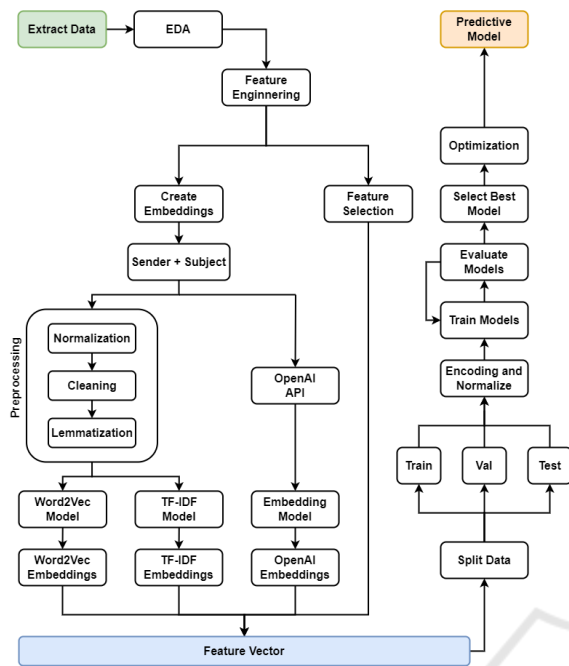 Extract Data
EDA
Feature
Enginnering
Create
Embeddings
Feature
Selection
Sender + Subject
Preprocessing
Normalization
Cleaning
Lemmatization
OpenAI
API
Word2Vec
Model
TF-IDF
Model
Embedding
Model
Word2Vec
Embeddings
TF-IDF
Embeddings
OpenAI
Embeddings
Feature Vector
Predictive
Model
Optimization
Select Best
Model
Evaluate
Models
Train Models
Encoding and
Normalize
Train
Val
Test
Split Data